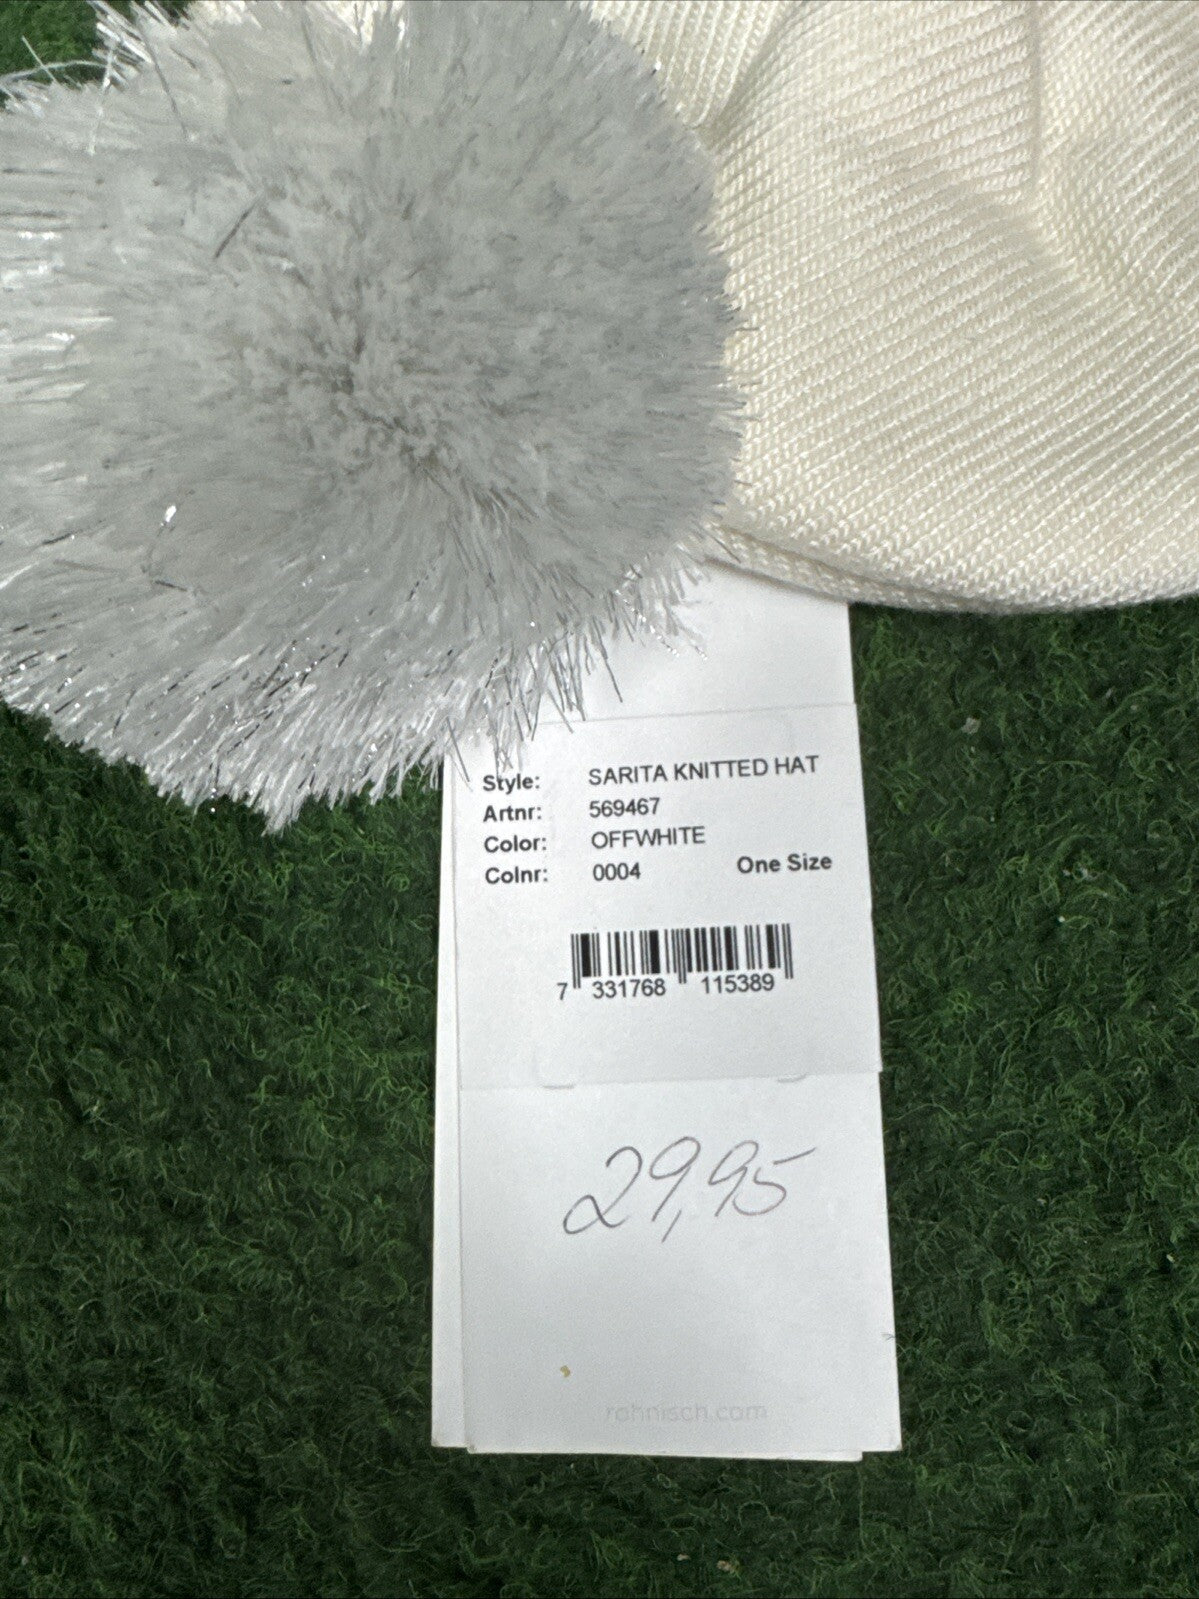 Style: SARITA KNITTED HAT
Artnr: 569467
Color: OFFWHITE
Colnr: 0004 One Size
7 331768 115389
29,95
rohnisch.com